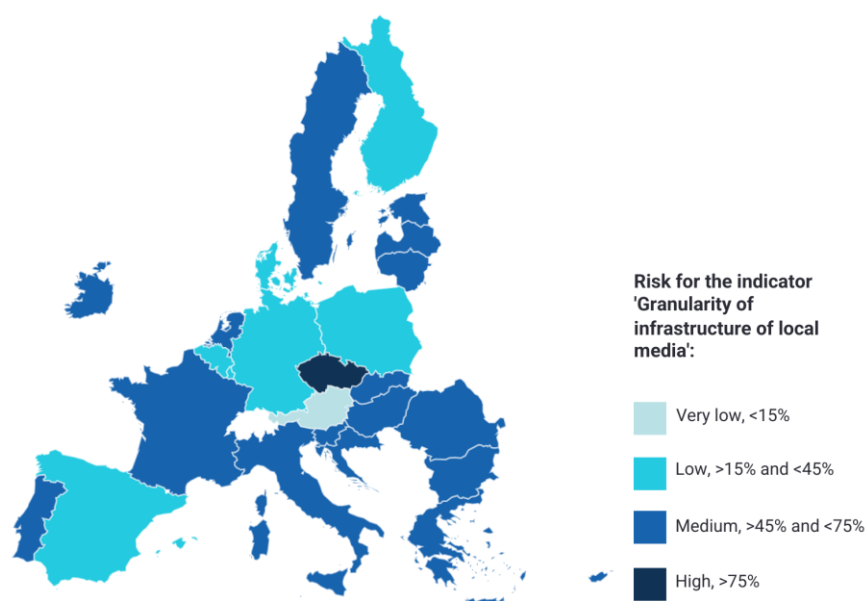 Risk for the indicator
'Granularity of
infrastructure of local
media':
Very low, <15%
Low, >15% and <45%
Medium, >45% and <75%
High, >75%